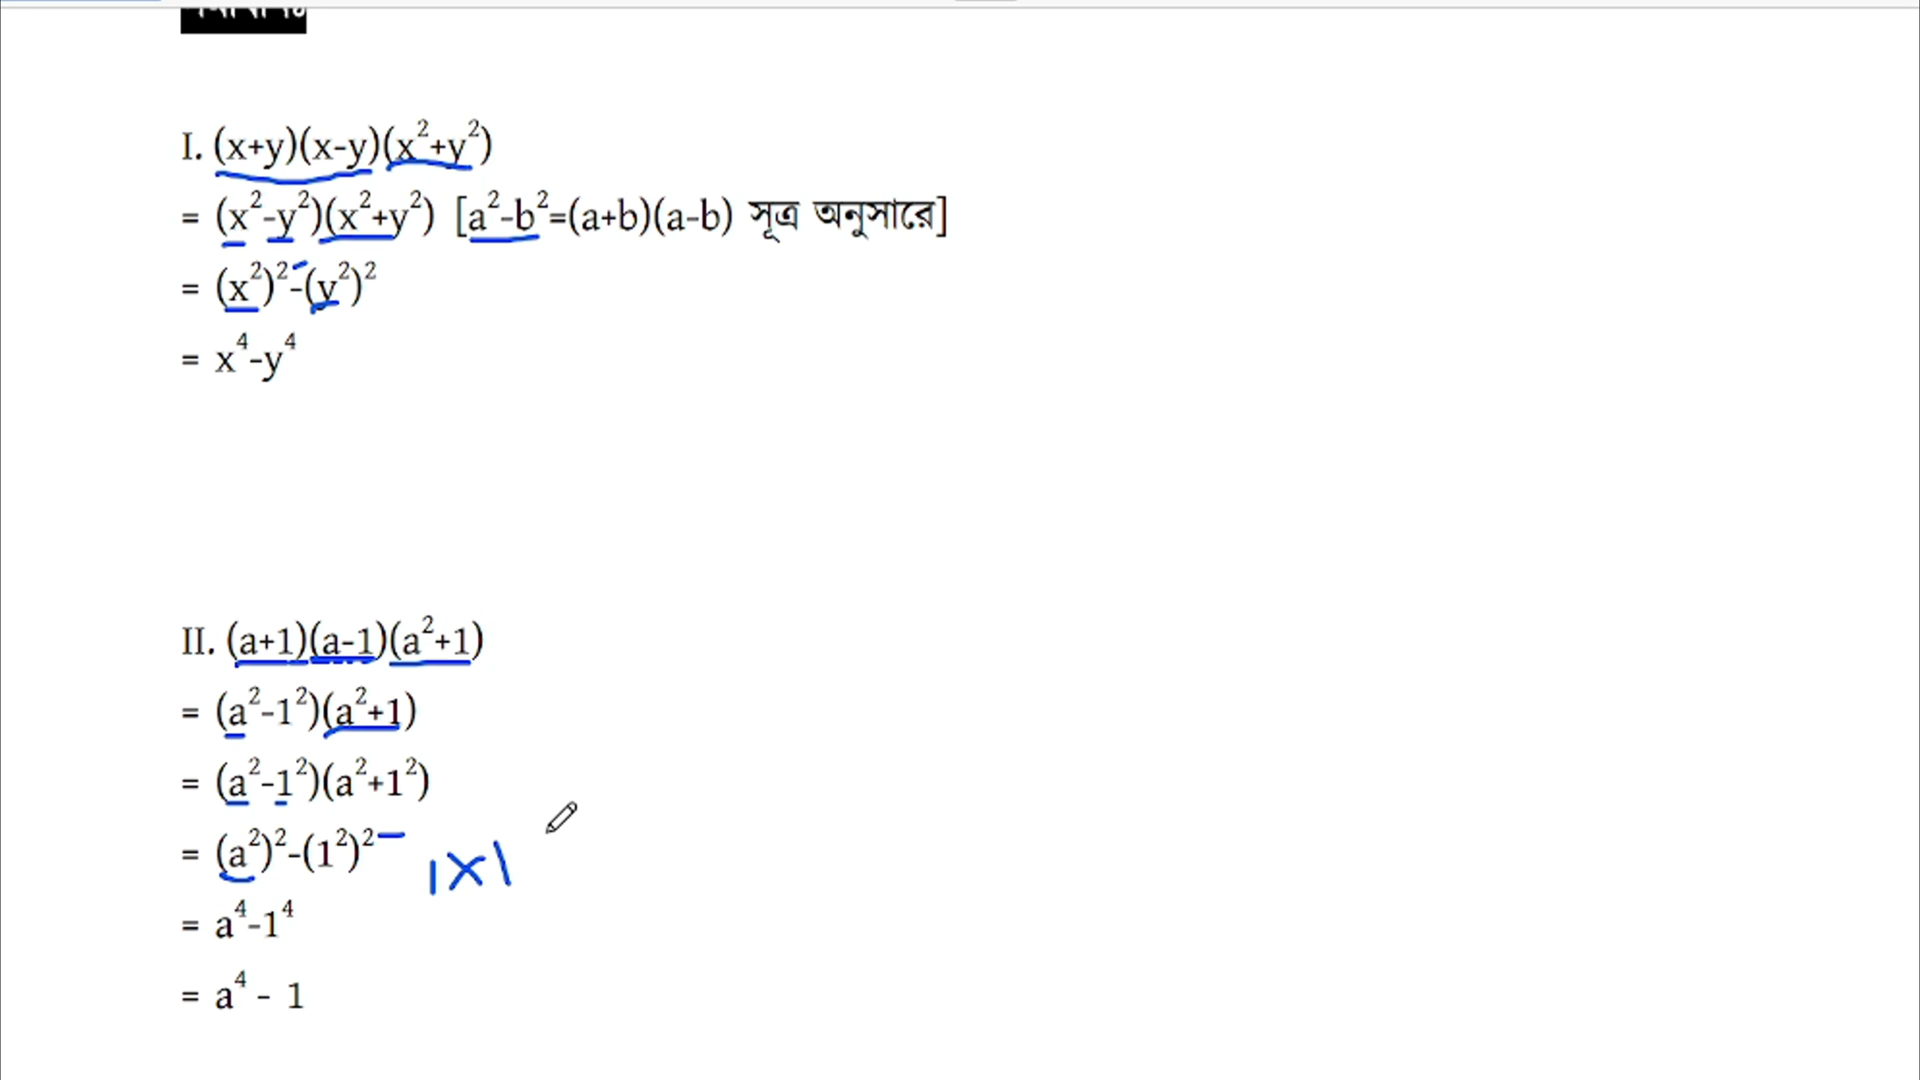 I. (x+y)(x-y)(x²+y²)
= (x²-y²)(x²+y²) [a²-b²=(a+b)(a-b) সূত্র অনুসারে]
= (x²)²-(y²)²
= x⁴-y⁴
II. (a+1)(a-1)(a²+1)
= (a²-1²)(a²+1)
= (a²-1²)(a²+1²)
= (a²)²-(1²)² 1×1
= a⁴-1⁴
= a⁴ - 1